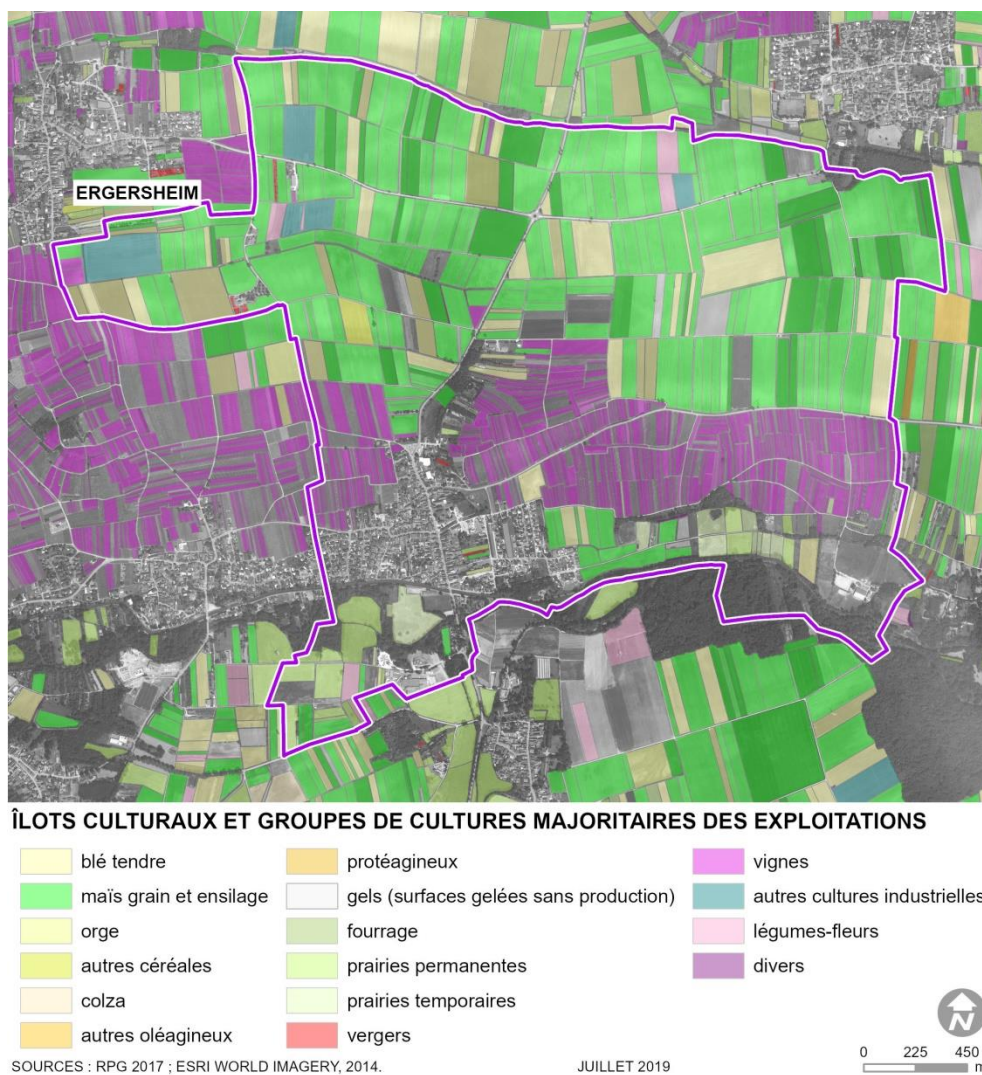 ERGERSHEIM
ÎLOTS CULTURAUX ET GROUPES DE CULTURES MAJORITAIRES DES EXPLOITATIONS
blé tendre
maïs grain et ensilage
orge
autres céréales
colza
autres oléagineux
protéagineux
gels (surfaces gelées sans production)
fourrage
prairies permanentes
prairies temporaires
vergers
vignes
autres cultures industrielles
légumes-fleurs
divers
N
0 225 450
m
SOURCES : RPG 2017 ; ESRI WORLD IMAGERY, 2014. JUILLET 2019